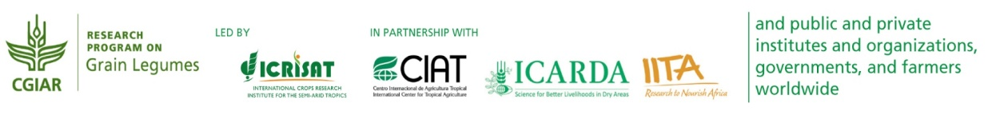 CGIAR
RESEARCH
PROGRAM ON
Grain Legumes
LED BY
ICRISAT
INTERNATIONAL CROPS RESEARCH
INSTITUTE FOR THE SEMI-ARID TROPICS
IN PARTNERSHIP WITH
CIAT
Centro Internacional de Agricultura Tropical
International Center for Tropical Agriculture
ICARDA
Science for Better Livelihoods in Dry Areas
IITA
Research to Nourish Africa
and public and private
institutes and organizations,
governments, and farmers
worldwide